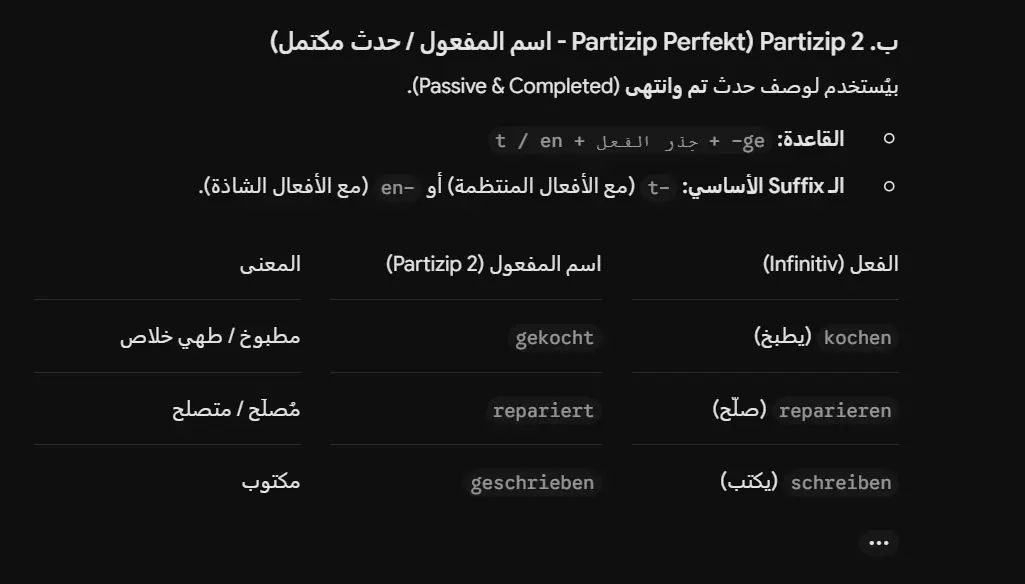 ب. Partizip 2 (Partizip Perfekt - اسم المفعول / حدث مكتمل)
بيُستخدم لوصف حدث تم وانتهى (Passive & Completed).
القاعدة: ge- + جذر الفعل + t / en
الـ Suffix الأساسي: -t (مع الأفعال المنتظمة) أو -en (مع الأفعال الشاذة).
الفعل (Infinitiv) اسم المفعول (Partizip 2) المعنى
kochen (يطبخ) gekocht مطبوخ / طهي خلاص
reparieren (صلّح) repariert مُصلَح / متصلح
schreiben (يكتب) geschrieben مكتوب